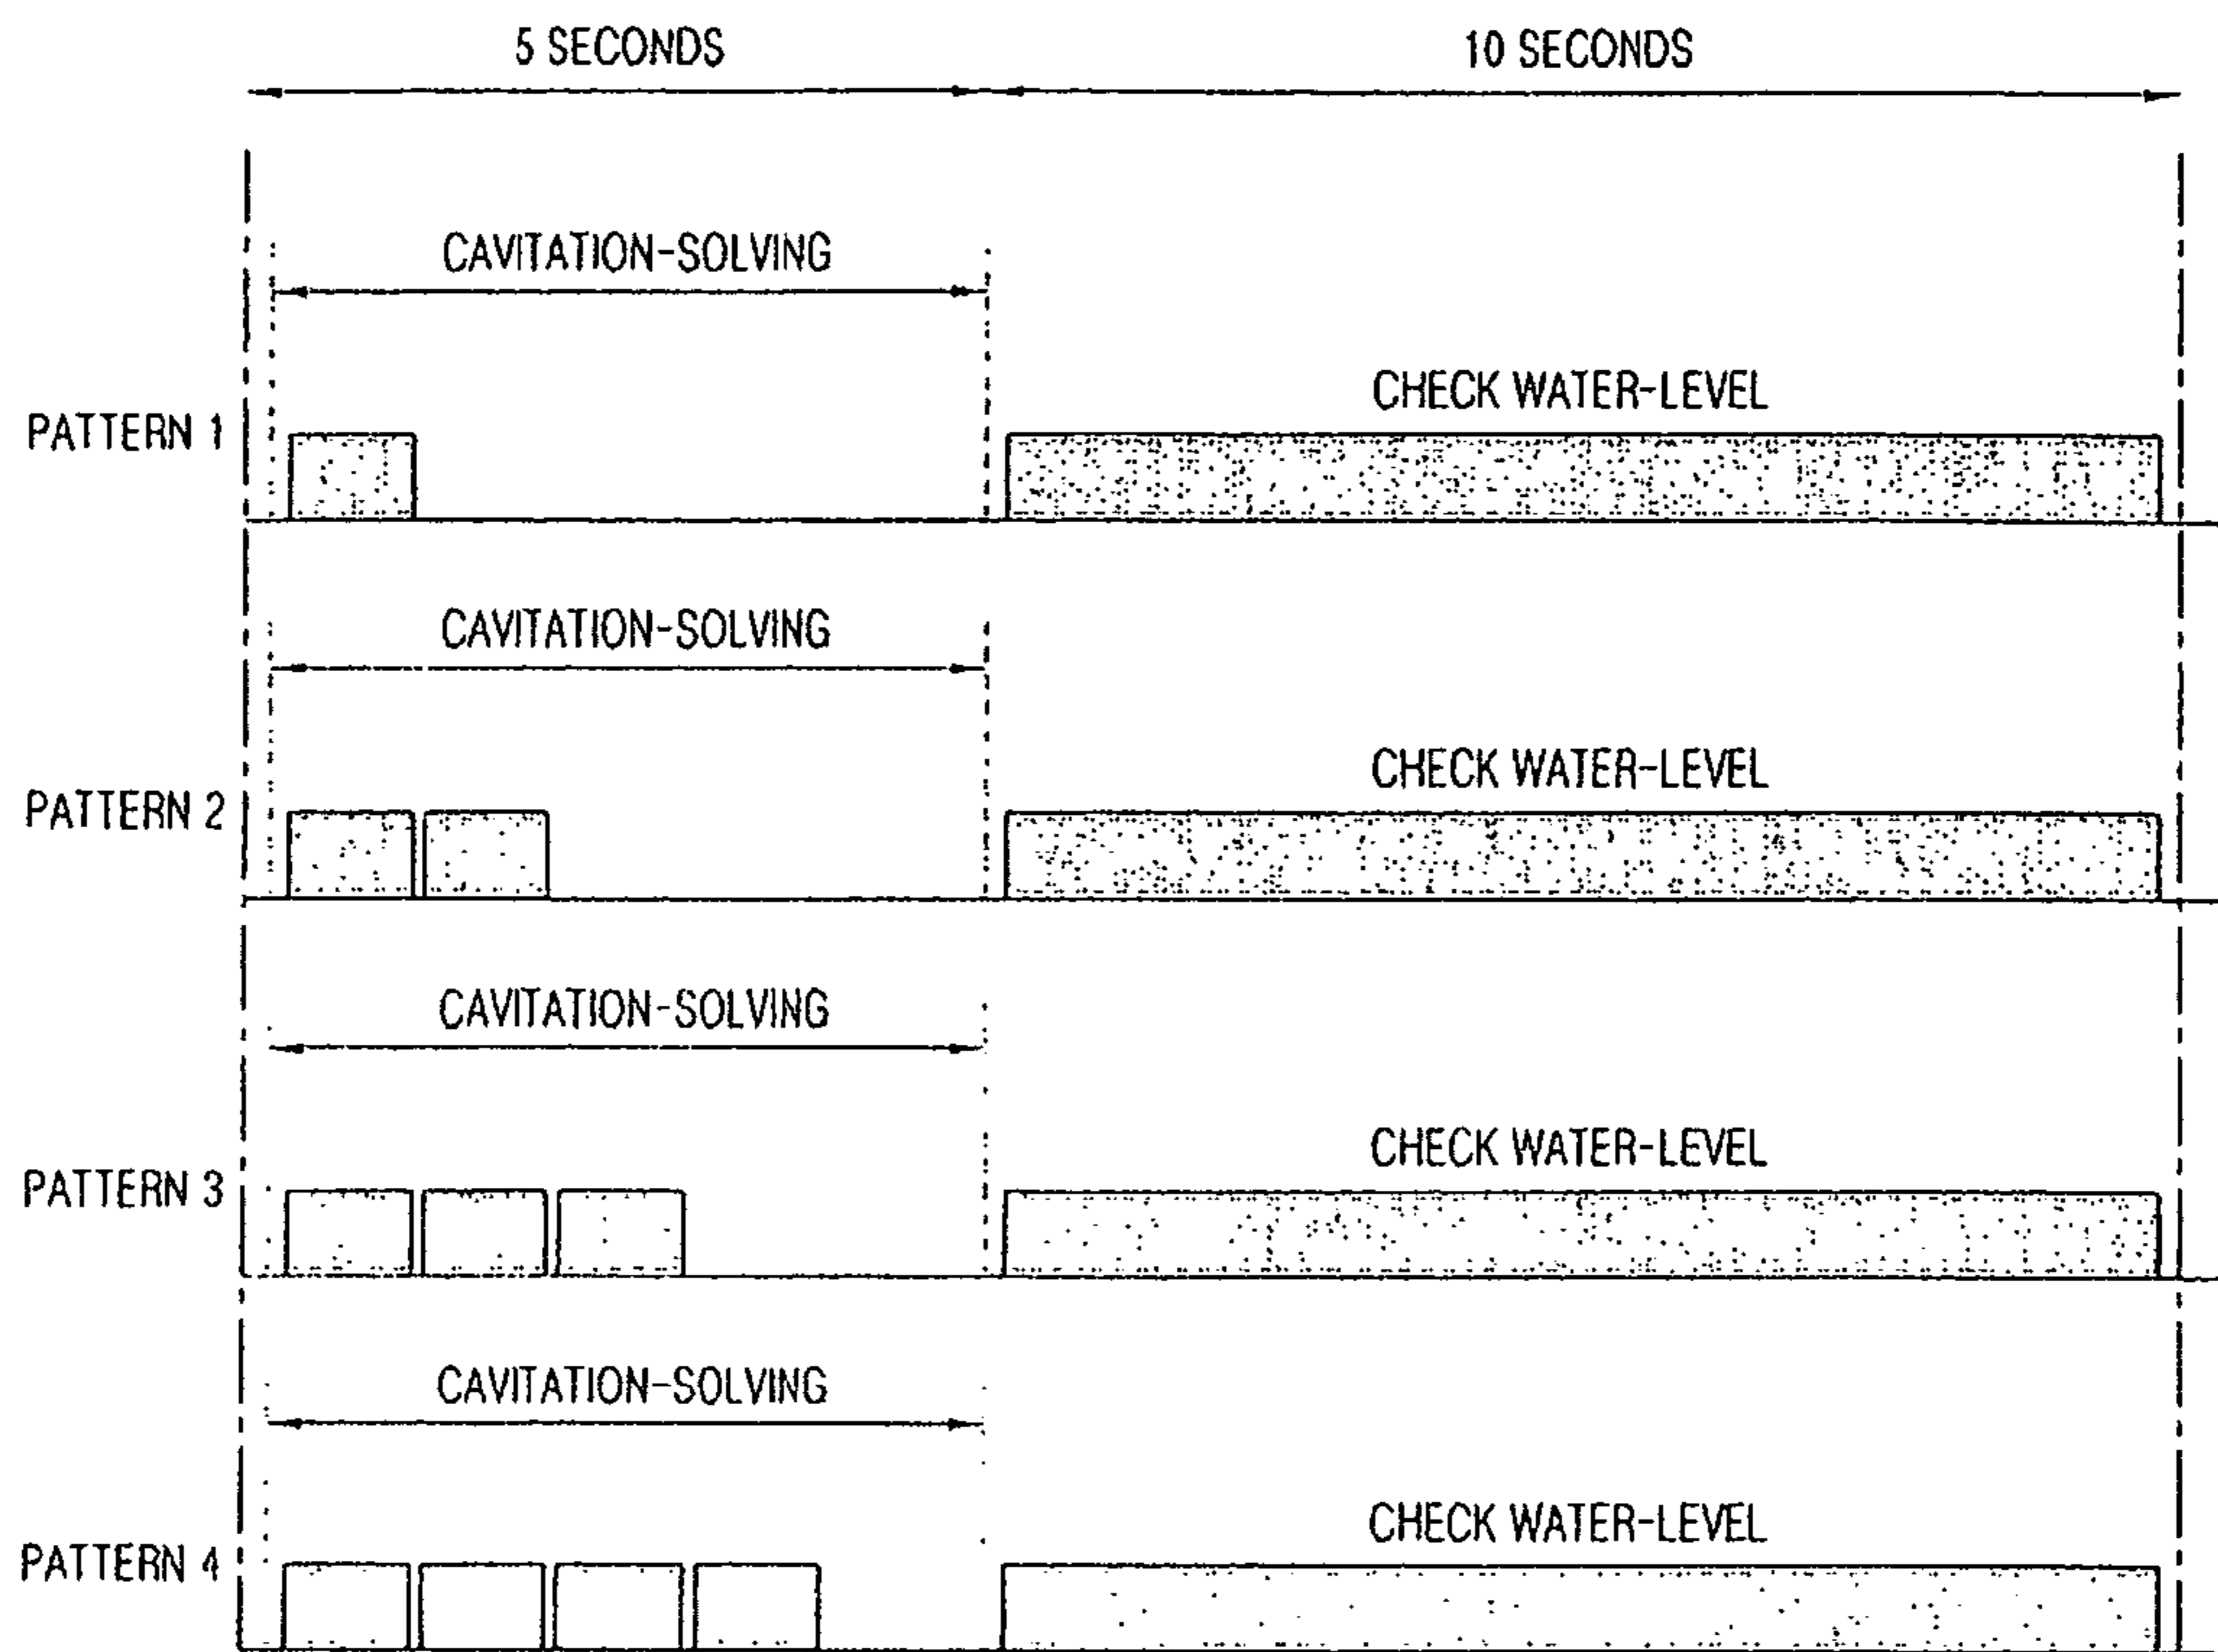 5 SECONDS
10 SECONDS
CAVITATION-SOLVING
CHECK WATER-LEVEL
PATTERN 1
CAVITATION-SOLVING
CHECK WATER-LEVEL
PATTERN 2
CAVITATION-SOLVING
CHECK WATER-LEVEL
PATTERN 3
CAVITATION-SOLVING
CHECK WATER-LEVEL
PATTERN 4